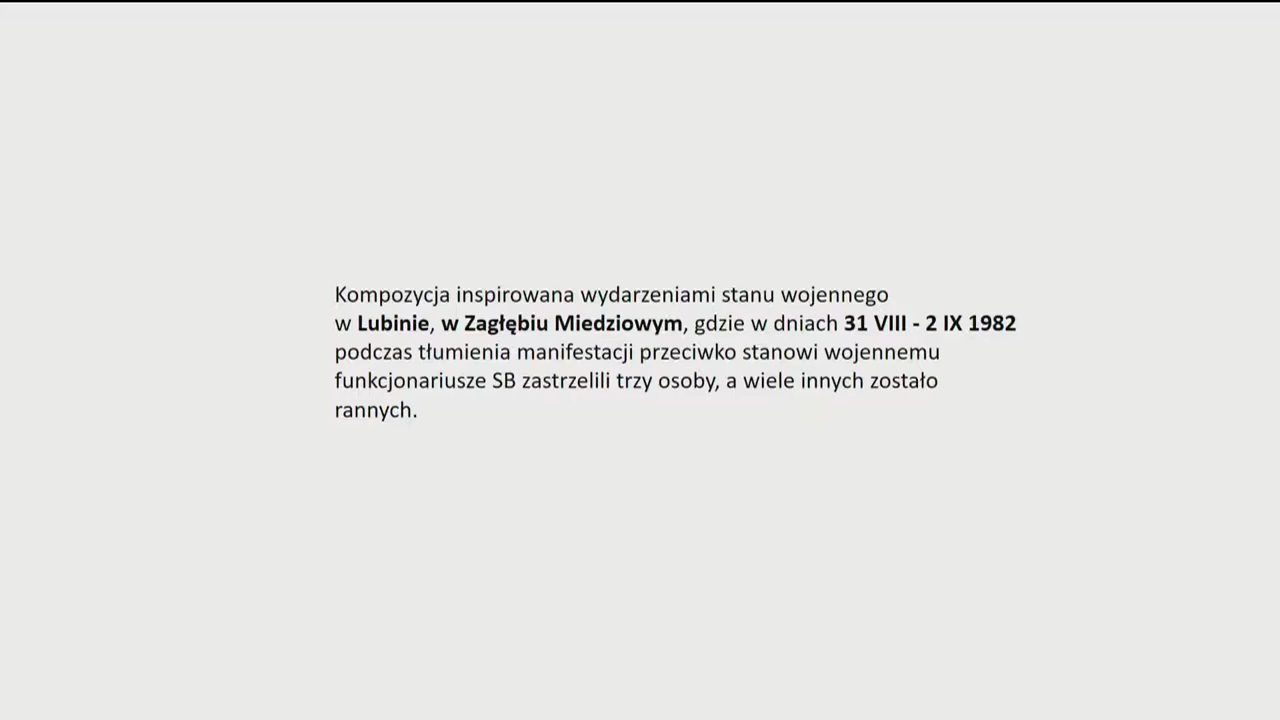 Kompozycja inspirowana wydarzeniami stanu wojennego
w Lubinie, w Zagłębiu Miedziowym, gdzie w dniach 31 VIII - 2 IX 1982
podczas tłumienia manifestacji przeciwko stanowi wojennemu
funkcjonariusze SB zastrzelili trzy osoby, a wiele innych zostało
rannych.